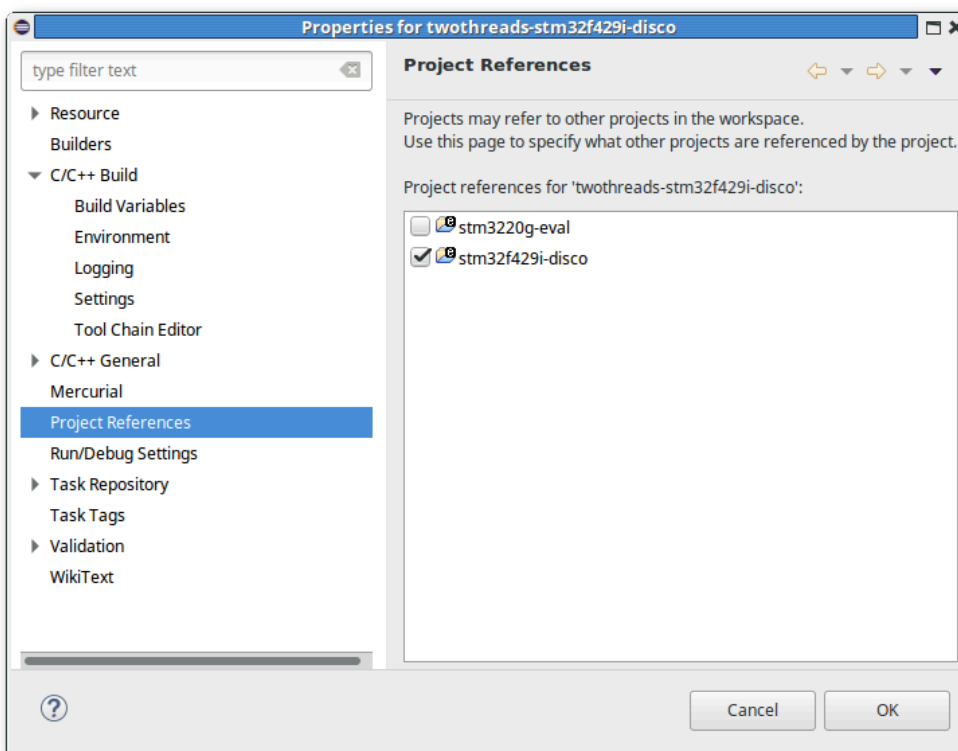 Properties for twothreads-stm32f429i-disco
type filter text
Resource
Builders
C/C++ Build
Build Variables
Environment
Logging
Settings
Tool Chain Editor
C/C++ General
Mercurial
Project References
Run/Debug Settings
Task Repository
Task Tags
Validation
WikiText
Project References
Projects may refer to other projects in the workspace.
Use this page to specify what other projects are referenced by the project.
Project references for 'twothreads-stm32f429i-disco':
stm3220g-eval
stm32f429i-disco
?
Cancel
OK